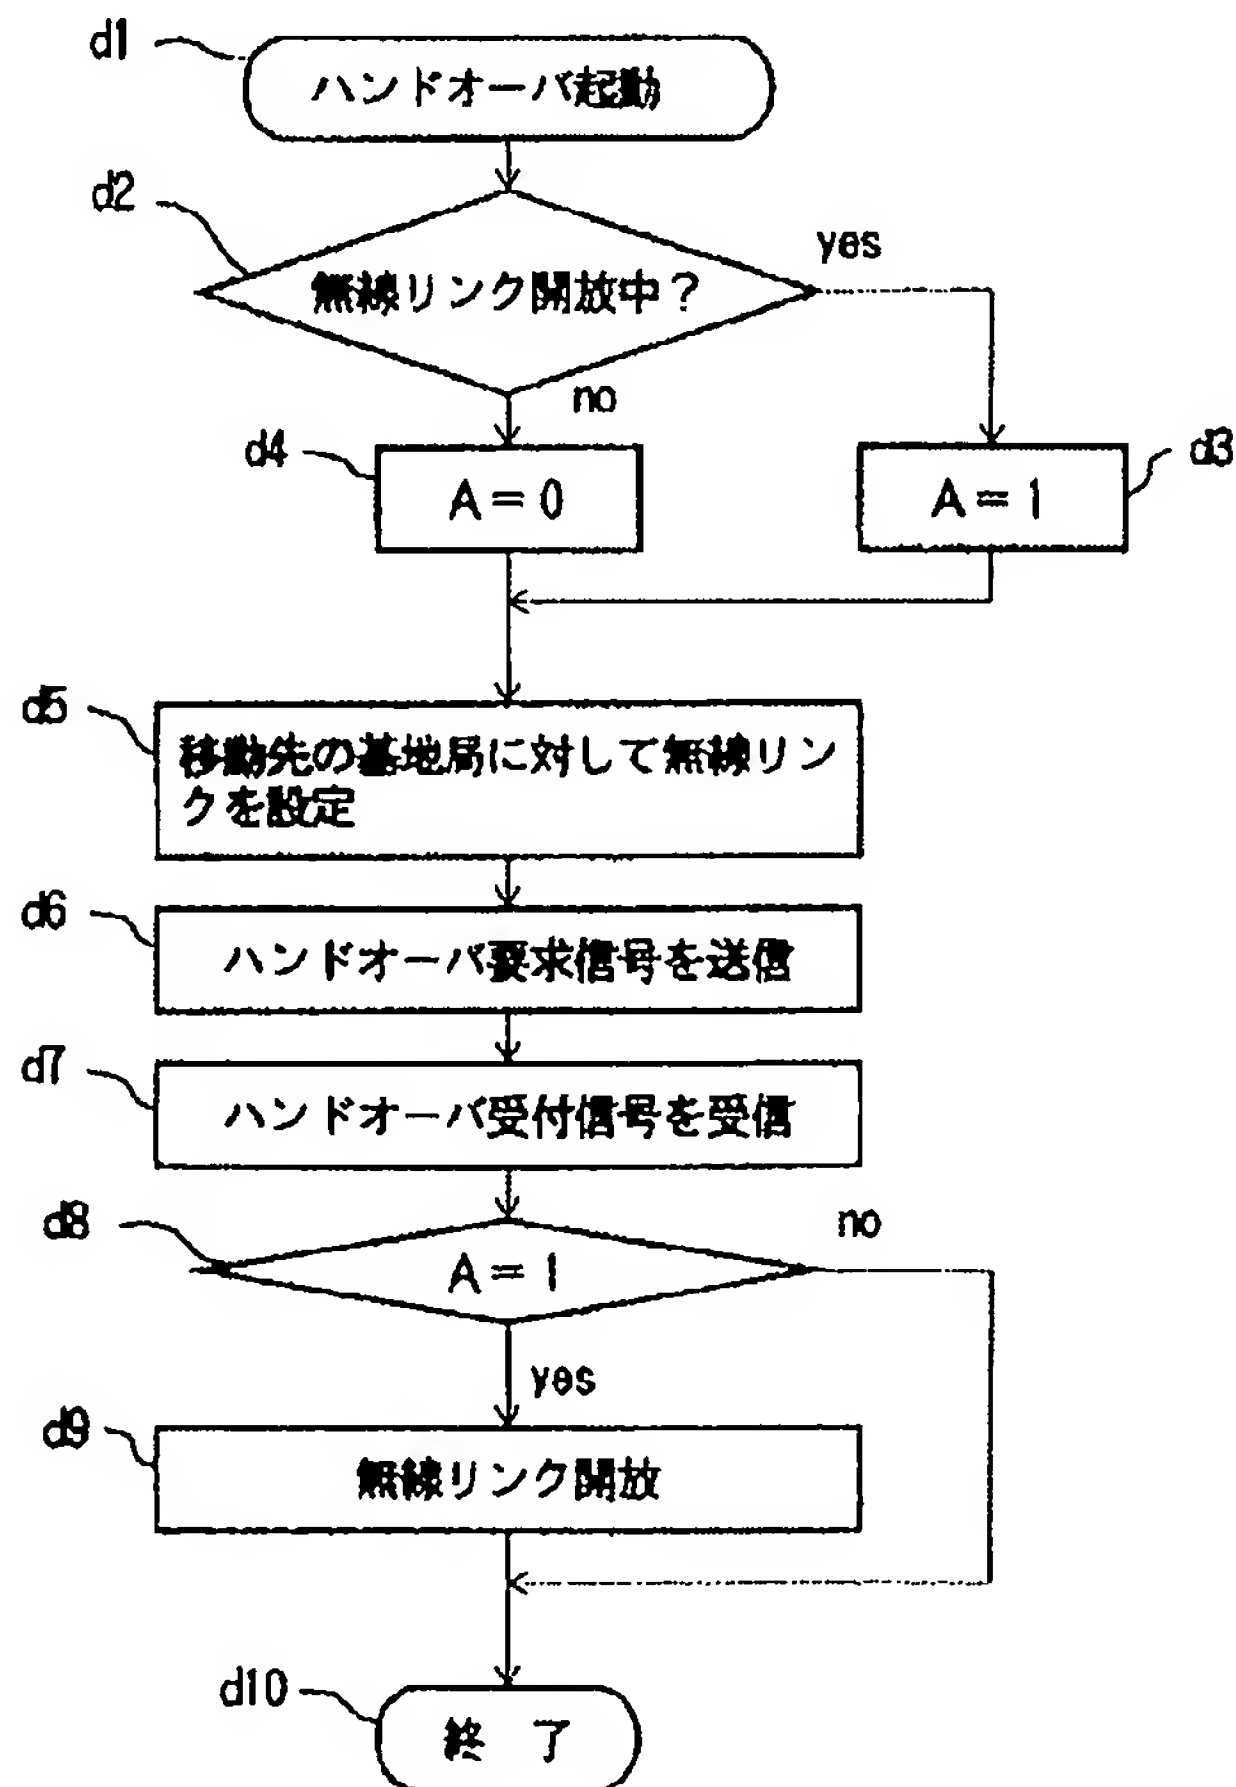 d1
ハンドオーバ起動
d2
無線リンク開放中？
yes
no
d4
A＝0
d3
A＝1
d5
移動先の基地局に対して無線リン
クを設定
d6
ハンドオーバ要求信号を送信
d7
ハンドオーバ受付信号を受信
d8
A＝1
no
yes
d9
無線リンク開放
d10
終　了